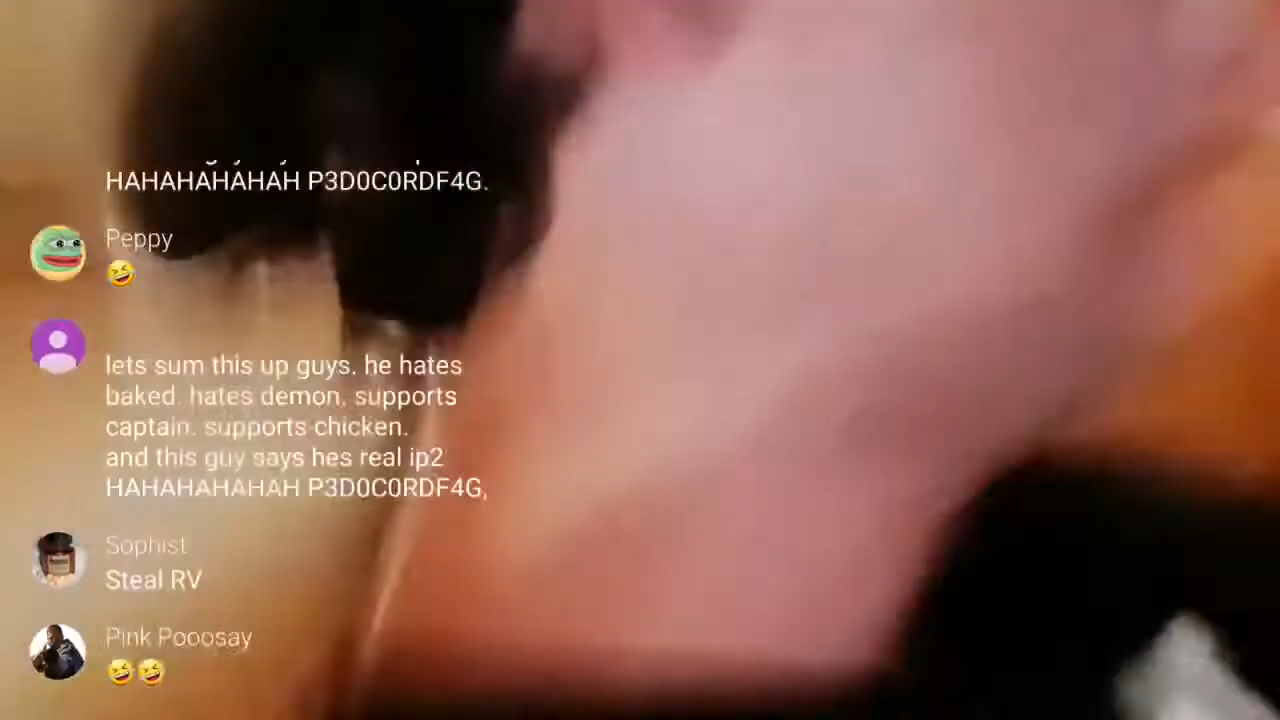 HAHAHAHAHAH P3D0C0RDF4G.
Peppy
🤣
lets sum this up guys. he hates
baked. hates demon. supports
captain. supports chicken.
and this guy says hes real ip2
HAHAHAHAHAH P3D0C0RDF4G,
Sophist
Steal RV
Pink Pooosay
🤣🤣